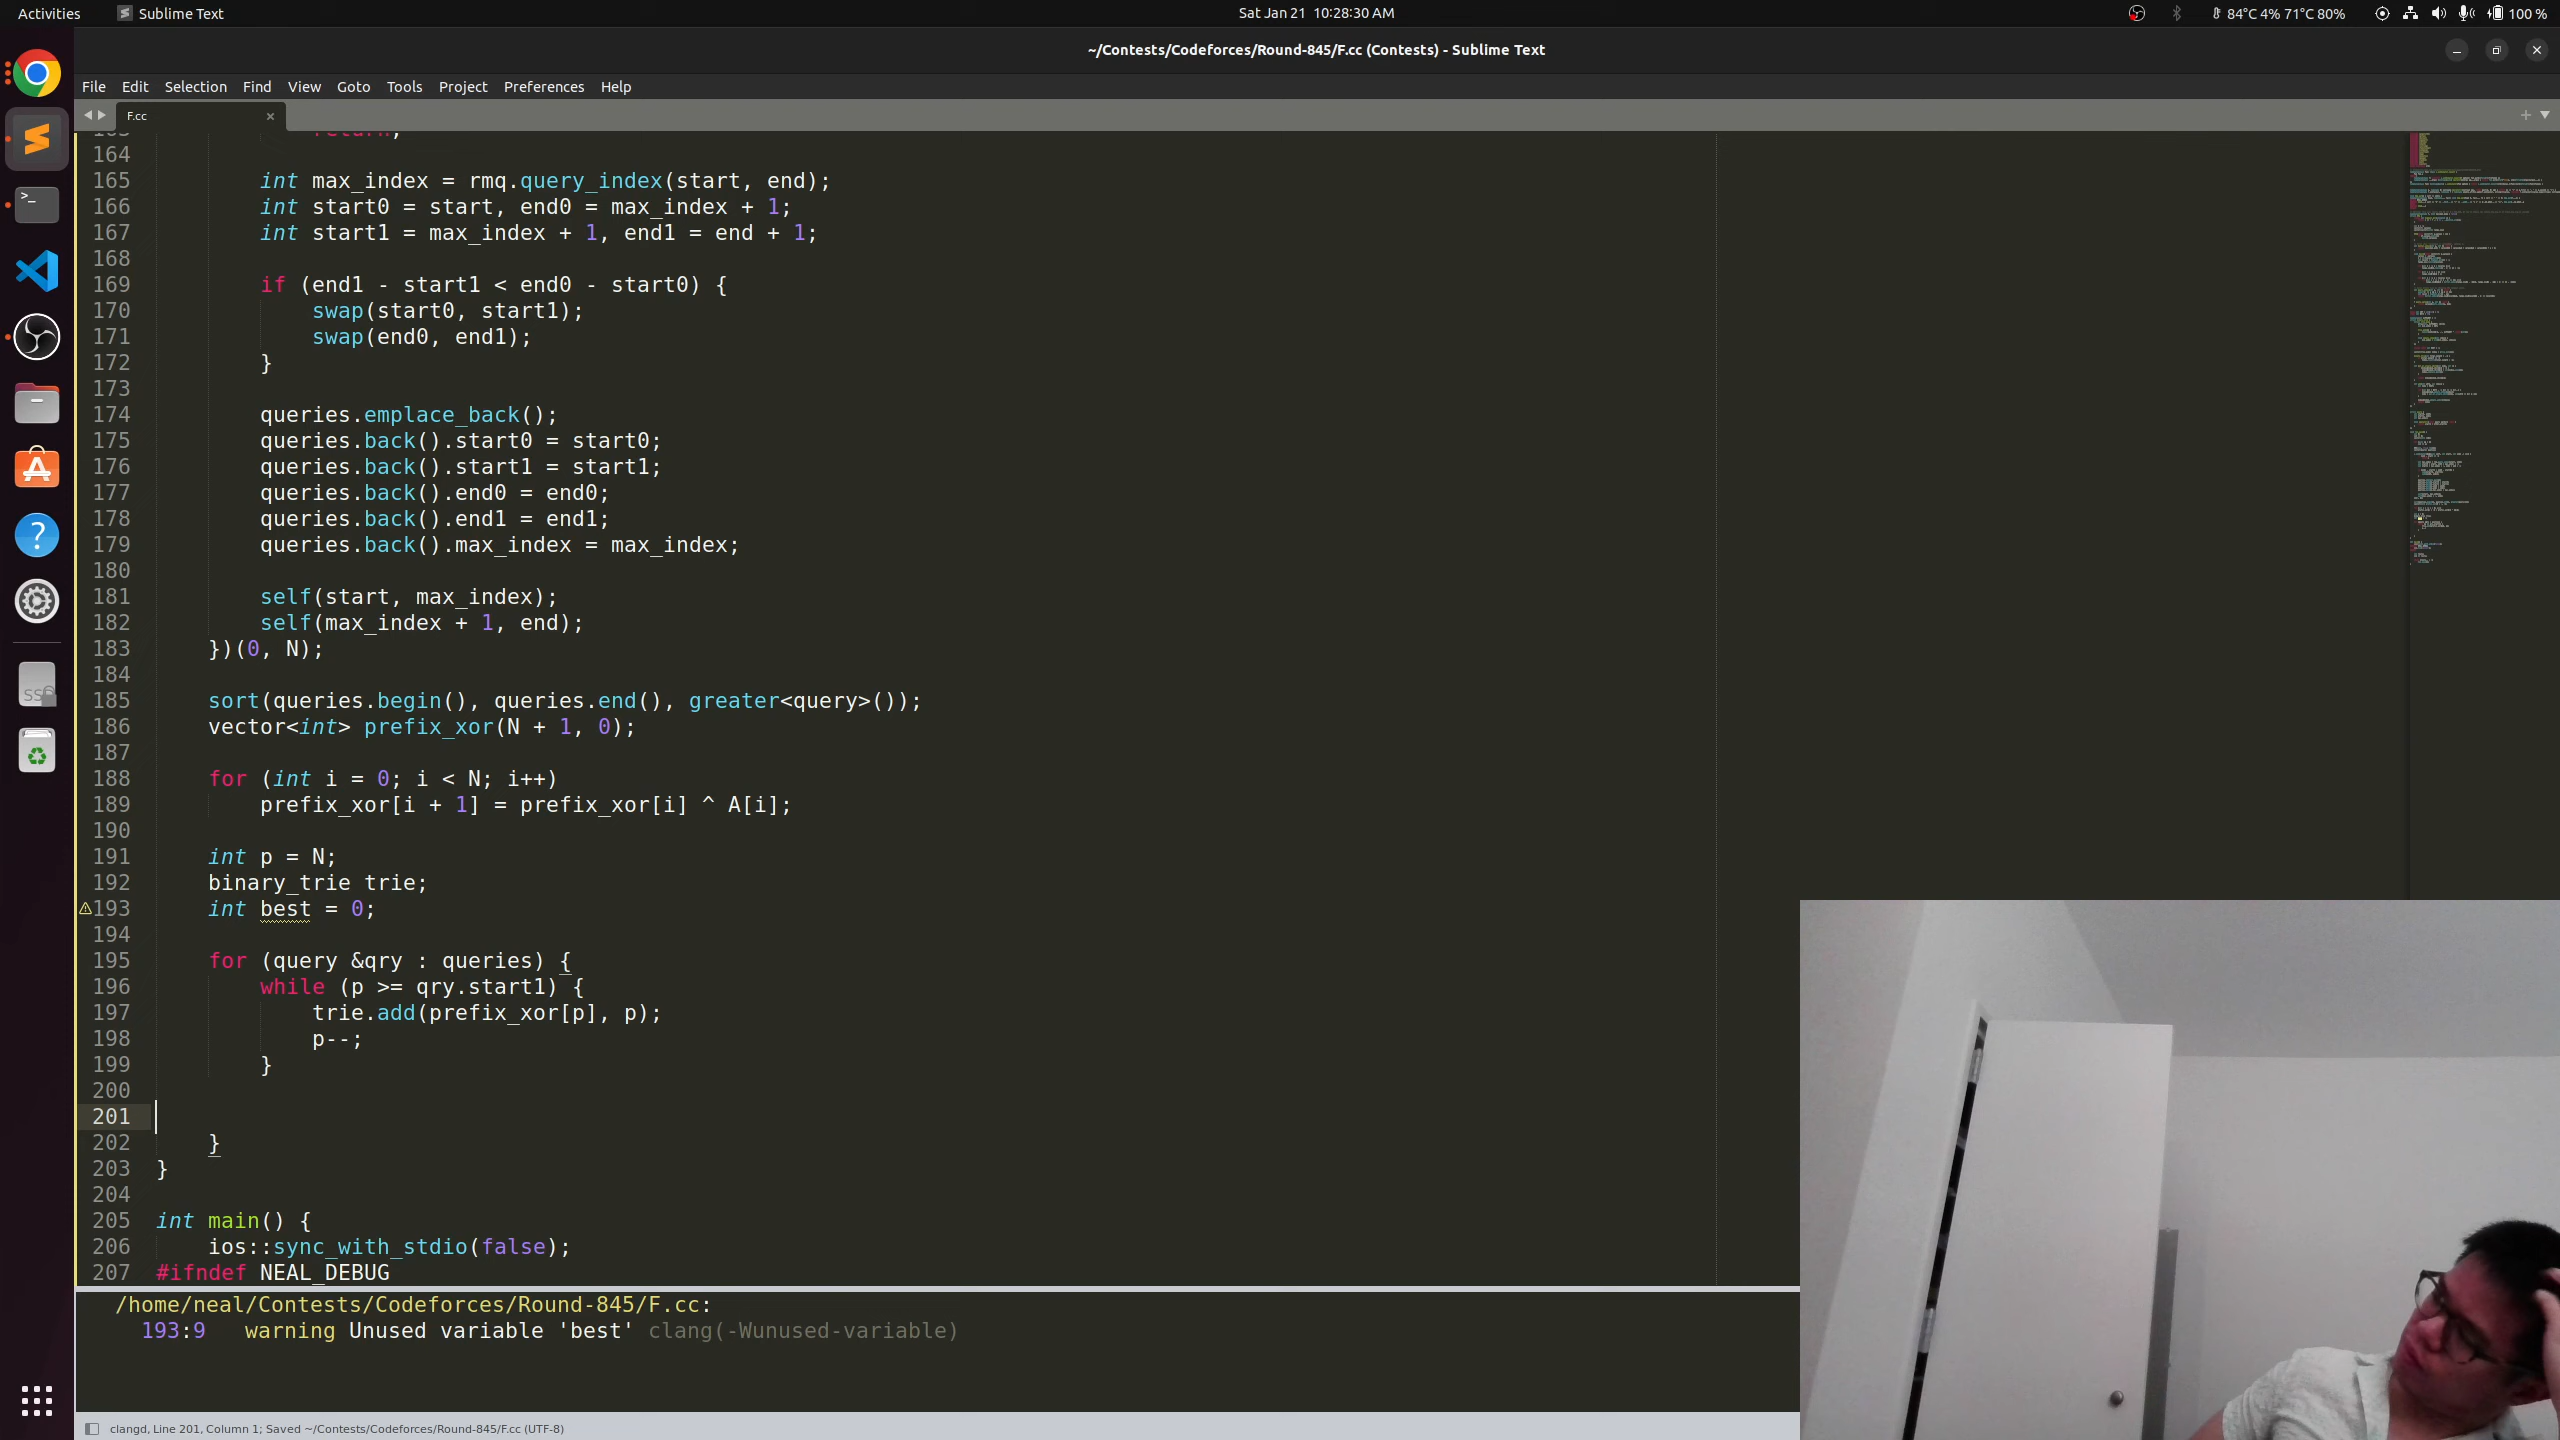 Activities
Sublime Text
Sat Jan 21 10:28:30 AM
84°C 4% 71°C 80%
100 %
~/Contests/Codeforces/Round-845/F.cc (Contests) - Sublime Text
File Edit Selection Find View Goto Tools Project Preferences Help
F.cc
164
165 int max_index = rmq.query_index(start, end);
166 int start0 = start, end0 = max_index + 1;
167 int start1 = max_index + 1, end1 = end + 1;
168
169 if (end1 - start1 < end0 - start0) {
170 swap(start0, start1);
171 swap(end0, end1);
172 }
173
174 queries.emplace_back();
175 queries.back().start0 = start0;
176 queries.back().start1 = start1;
177 queries.back().end0 = end0;
178 queries.back().end1 = end1;
179 queries.back().max_index = max_index;
180
181 self(start, max_index);
182 self(max_index + 1, end);
183 })(0, N);
184
185 sort(queries.begin(), queries.end(), greater<query>());
186 vector<int> prefix_xor(N + 1, 0);
187
188 for (int i = 0; i < N; i++)
189 prefix_xor[i + 1] = prefix_xor[i] ^ A[i];
190
191 int p = N;
192 binary_trie trie;
193 int best = 0;
194
195 for (query &qry : queries) {
196 while (p >= qry.start1) {
197 trie.add(prefix_xor[p], p);
198 p--;
199 }
200
201
202 }
203 }
204
205 int main() {
206 ios::sync_with_stdio(false);
207 #ifndef NEAL_DEBUG
/home/neal/Contests/Codeforces/Round-845/F.cc:
193:9 warning Unused variable 'best' clang(-Wunused-variable)
clangd, Line 201, Column 1; Saved ~/Contests/Codeforces/Round-845/F.cc (UTF-8)